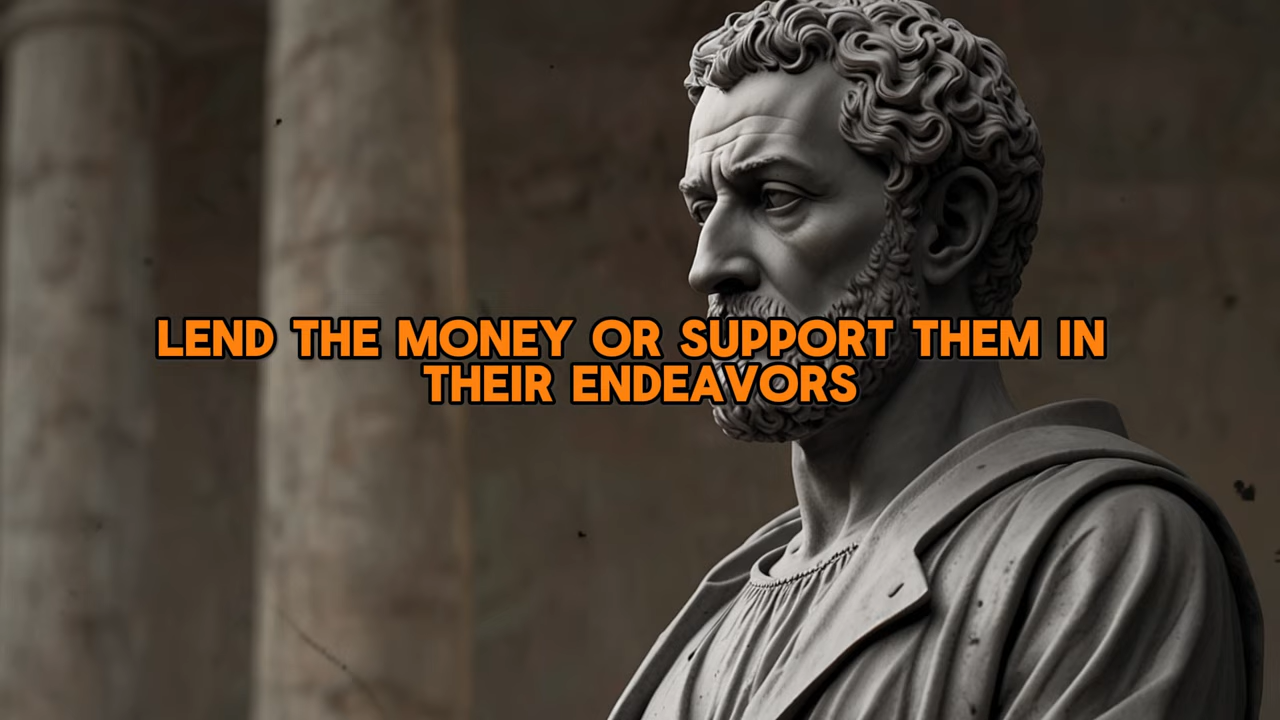 LEND THE MONEY OR SUPPORT THEM IN
THEIR ENDEAVORS